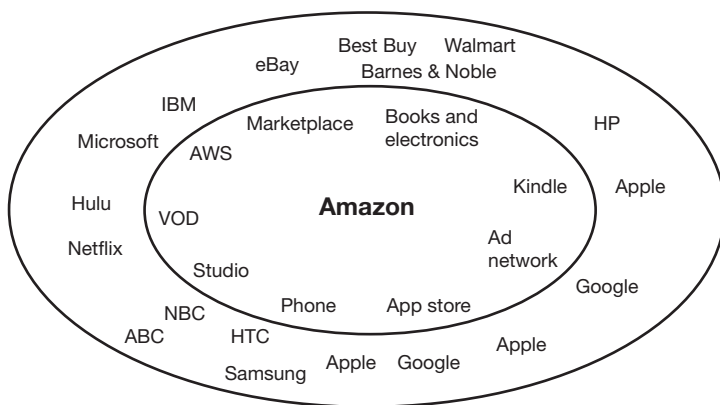 Best Buy
Walmart
eBay
Barnes & Noble
IBM
Marketplace
Books and
electronics
HP
Microsoft
AWS
Kindle
Apple
Hulu
VOD
Amazon
Netflix
Ad
network
Studio
Google
Phone
App store
NBC
ABC
HTC
Apple
Samsung
Apple
Google